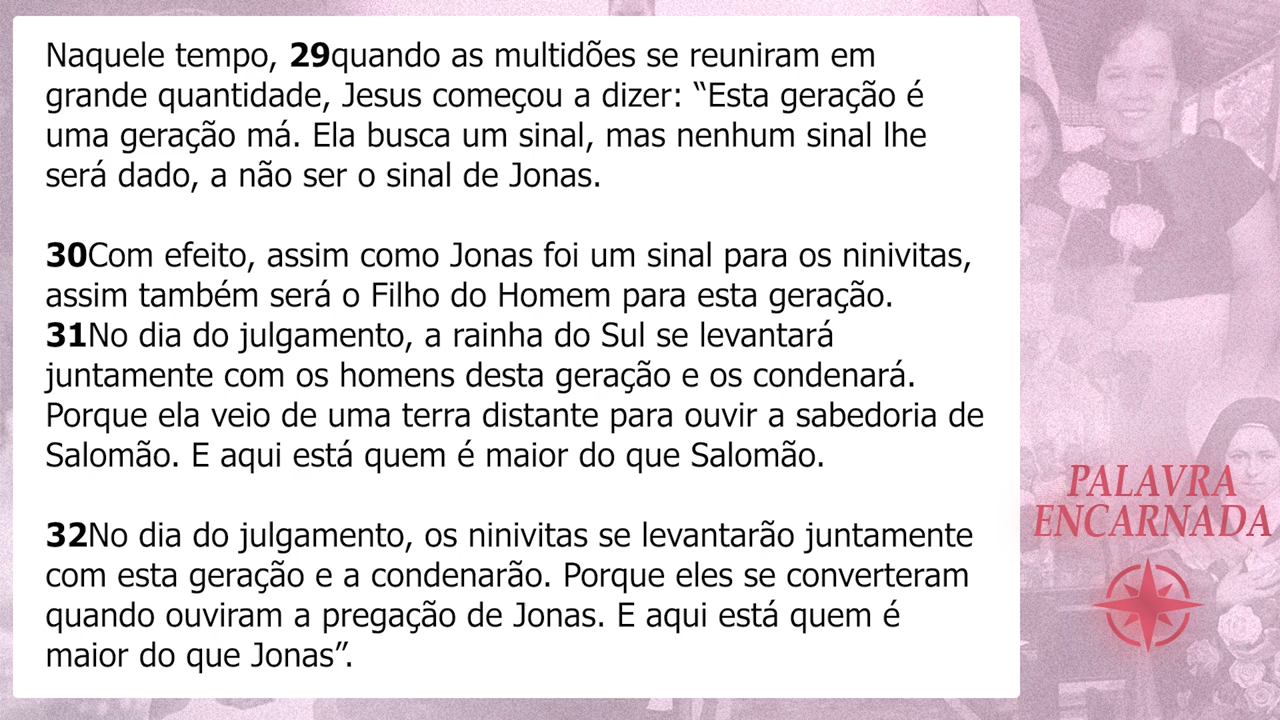 Naquele tempo, 29quando as multidões se reuniram em
grande quantidade, Jesus começou a dizer: “Esta geração é
uma geração má. Ela busca um sinal, mas nenhum sinal lhe
será dado, a não ser o sinal de Jonas.
30Com efeito, assim como Jonas foi um sinal para os ninivitas,
assim também será o Filho do Homem para esta geração.
31No dia do julgamento, a rainha do Sul se levantará
juntamente com os homens desta geração e os condenará.
Porque ela veio de uma terra distante para ouvir a sabedoria de
Salomão. E aqui está quem é maior do que Salomão.
32No dia do julgamento, os ninivitas se levantarão juntamente
com esta geração e a condenarão. Porque eles se converteram
quando ouviram a pregação de Jonas. E aqui está quem é
maior do que Jonas”.
PALAVRA
ENCARNADA